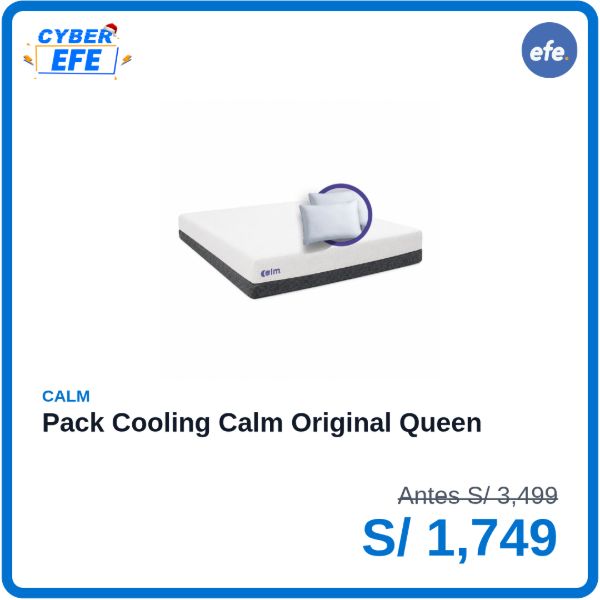 CYBER
EFE
efe.
Calm.
CALM
Pack Cooling Calm Original Queen
Antes S/ 3,499
S/ 1,749